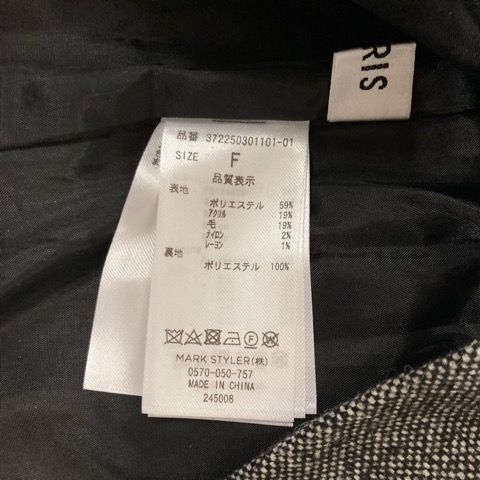 RIS
品番 372250301101-01
SIZE F
品質表示
表地
ポリエステル 59%
アクリル 19%
毛 19%
ナイロン 2%
レーヨン 1%
裏地
ポリエステル 100%
MARK STYLER(株)
0570-050-757
MADE IN CHINA
245008